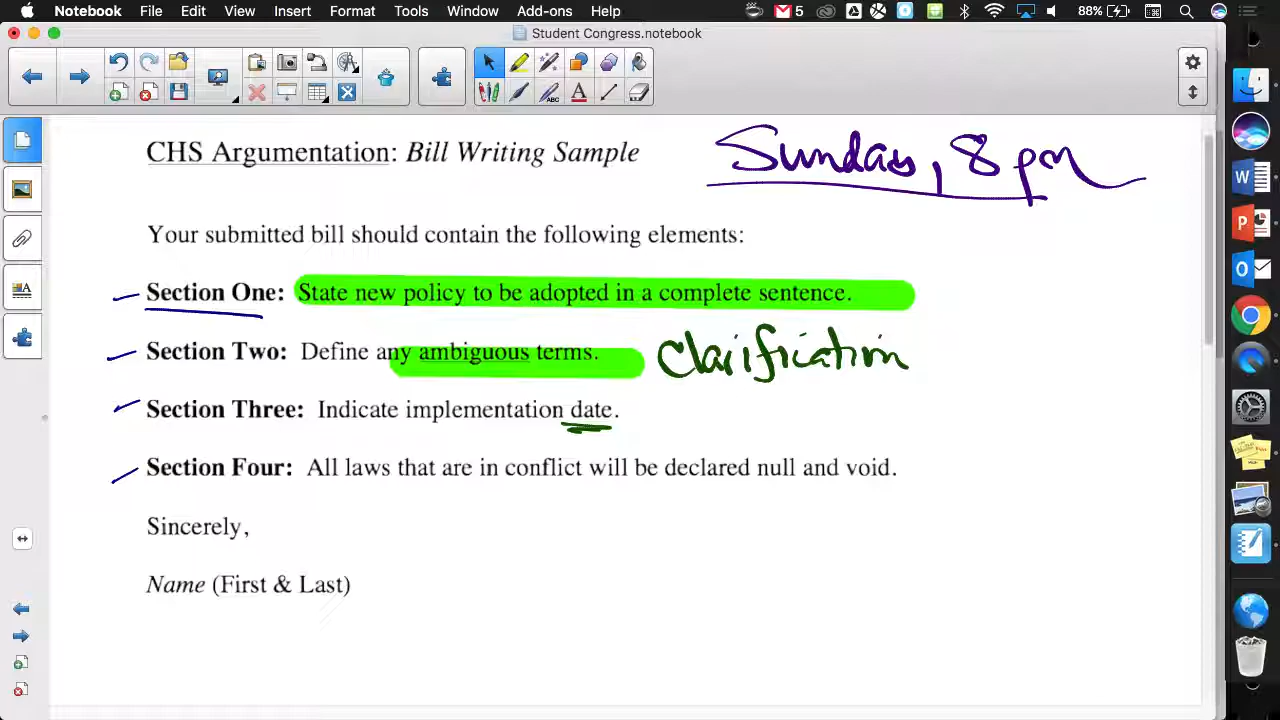 Notebook File Edit View Insert Format Tools Window Add-ons Help 5 88%
Student Congress.notebook
CHS Argumentation: Bill Writing Sample
Sunday, 8 pm
Your submitted bill should contain the following elements:
Section One: State new policy to be adopted in a complete sentence.
Section Two: Define any ambiguous terms. Clarification
Section Three: Indicate implementation date.
Section Four: All laws that are in conflict will be declared null and void.
Sincerely,
Name (First & Last)